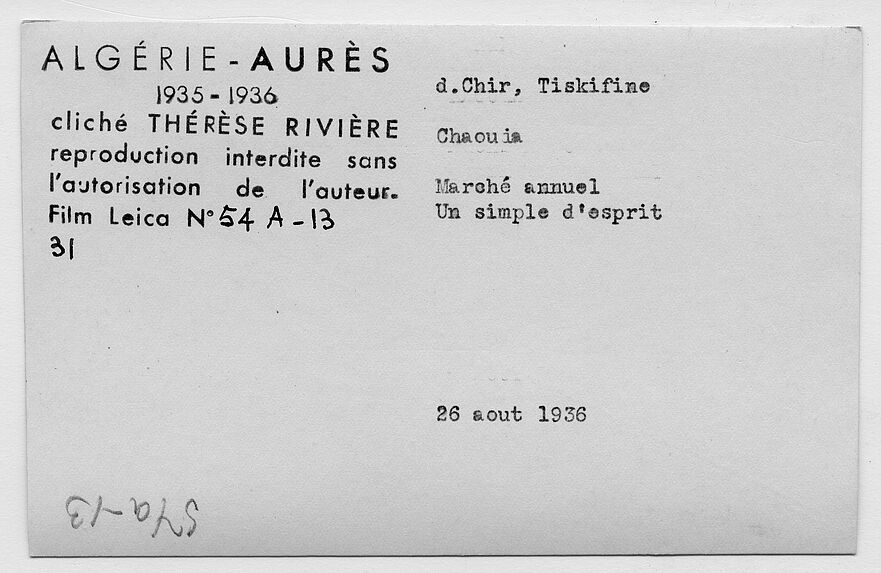 ALGÉRIE-AURÈS
1935-1936
cliché THÉRÈSE RIVIÈRE
reproduction interdite sans
l'autorisation de l'auteur.
Film Leica N° 54 A-13
31
d.Chir, Tiskifine
Chaouia
Marché annuel
Un simple d'esprit
26 aout 1936
54a-13